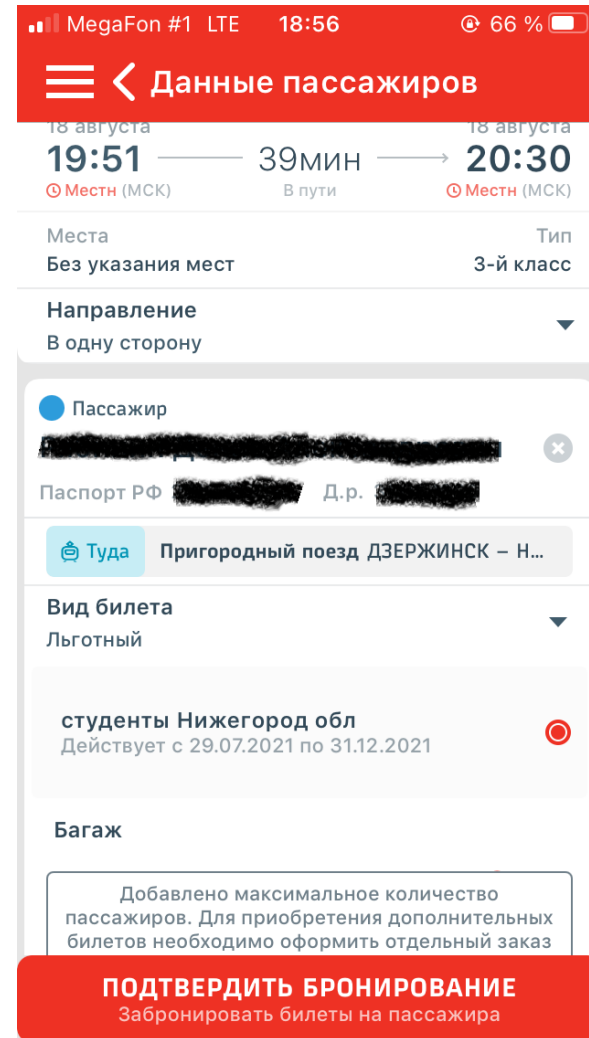 MegaFon #1 LTE 18:56 66 %
Данные пассажиров
18 августа 18 августа
19:51 39мин 20:30
Местн (МСК) В пути Местн (МСК)
Места Тип
Без указания мест 3-й класс
Направление
В одну сторону
Пассажир
Паспорт РФ Д.р.
Туда Пригородный поезд ДЗЕРЖИНСК – Н...
Вид билета
Льготный
студенты Нижегород обл
Действует с 29.07.2021 по 31.12.2021
Багаж
Добавлено максимальное количество
пассажиров. Для приобретения дополнительных
билетов необходимо оформить отдельный заказ
ПОДТВЕРДИТЬ БРОНИРОВАНИЕ
Забронировать билеты на пассажира